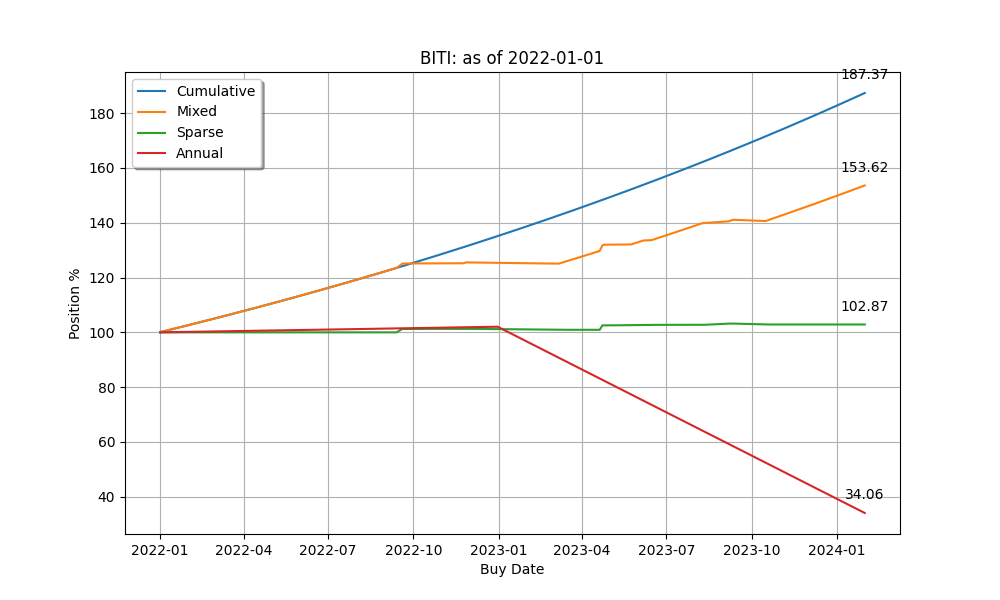 BITI: as of 2022-01-01
187.37
Cumulative
Mixed
Sparse
Annual
153.62
102.87
34.06
180
160
140
120
100
80
60
40
Position %
2022-01 2022-04 2022-07 2022-10 2023-01 2023-04 2023-07 2023-10 2024-01
Buy Date